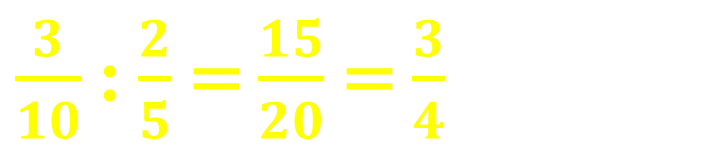 3/10 : 2/5 = 15/20 = 3/4